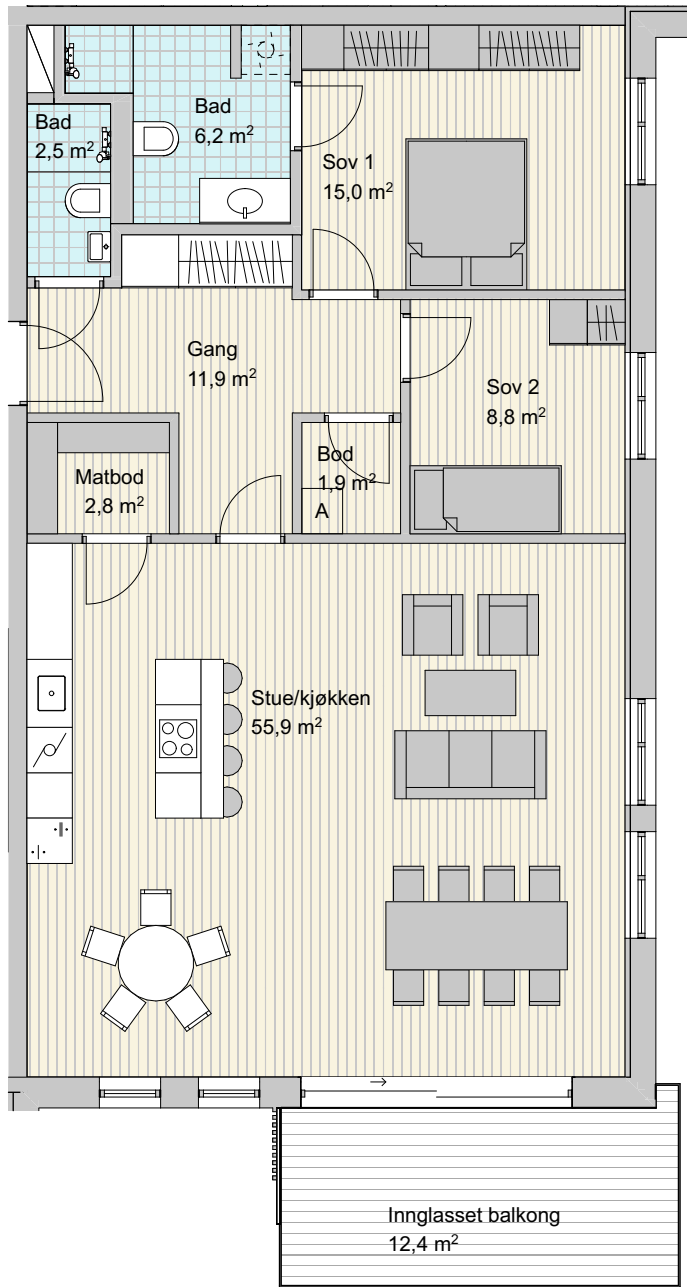 Bad
6,2 m²
Bad
2,5 m²
Sov 1
15,0 m²
Gang
11,9 m²
Sov 2
8,8 m²
Bod
1,9 m²
A
Matbod
2,8 m²
Stue/kjøkken
55,9 m²
Innglasset balkong
12,4 m²